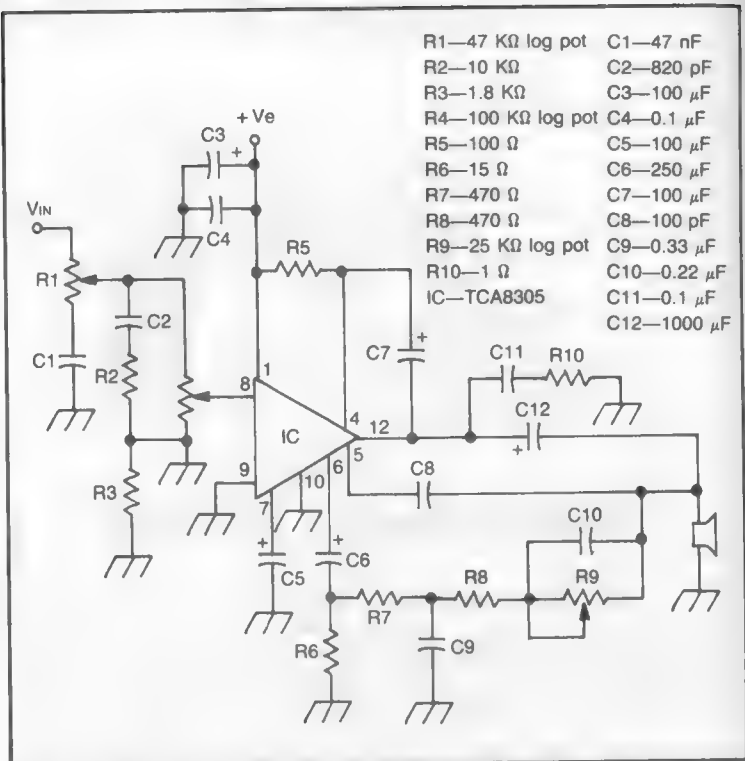 R1—47 KΩ log pot C1—47 nF
R2—10 KΩ C2—820 pF
R3—1.8 KΩ C3—100 μF
R4—100 KΩ log pot C4—0.1 μF
R5—100 Ω C5—100 μF
R6—15 Ω C6—250 μF
R7—470 Ω C7—100 μF
R8—470 Ω C8—100 pF
R9—25 KΩ log pot C9—0.33 μF
R10—1 Ω C10—0.22 μF
IC—TCA8305 C11—0.1 μF
C12—1000 μF
+Ve
C3 +
C4
VIN
R1
C1
C2
R2
R3
R5
C7 +
C11 R10
C12
+
1
8
IC
4
12
5
6
10
9
7
C8
+
C5
+
C6
C10
R6
R7
R8
R9
C9